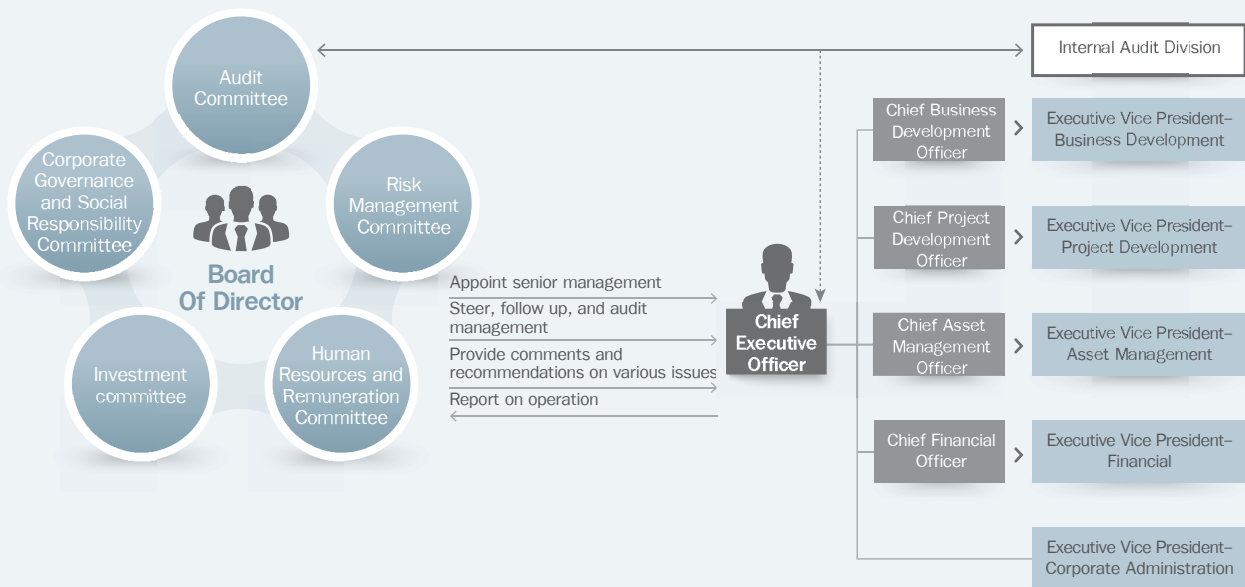 Audit
Committee
Corporate
Governance
and Social
Responsibility
Committee
Risk
Management
Committee
Board
Of Director
Investment
committee
Human
Resources and
Remuneration
Committee
Appoint senior management
Steer, follow up, and audit
management
Provide comments and
recommendations on various issues
Report on operation
Chief
Executive
Officer
Internal Audit Division
Chief Business
Development
Officer
Executive Vice President–
Business Development
Chief Project
Development
Officer
Executive Vice President–
Project Development
Chief Asset
Management
Officer
Executive Vice President–
Asset Management
Chief Financial
Officer
Executive Vice President–
Financial
Executive Vice President–
Corporate Administration